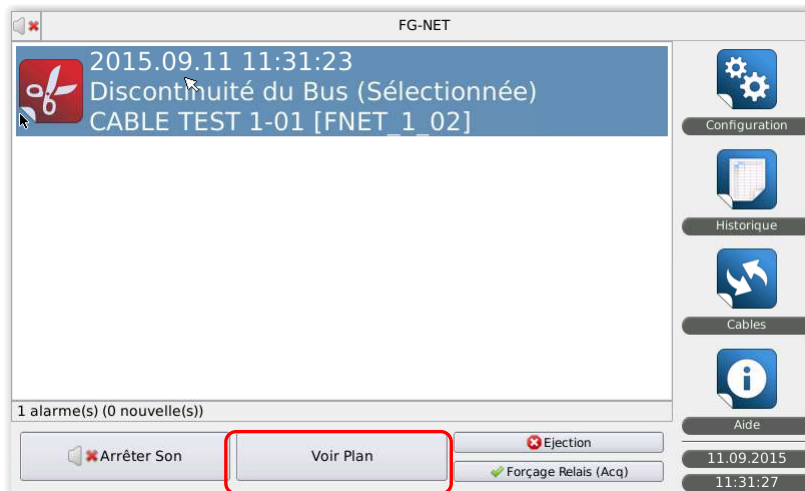 FG-NET
2015.09.11 11:31:23
Discontinuité du Bus (Sélectionnée)
CABLE TEST 1-01 [FNET_1_02]
Configuration
Historique
Cables
Aide
1 alarme(s) (0 nouvelle(s))
Arrêter Son
Voir Plan
Ejection
Forçage Relais (Acq)
11.09.2015
11:31:27